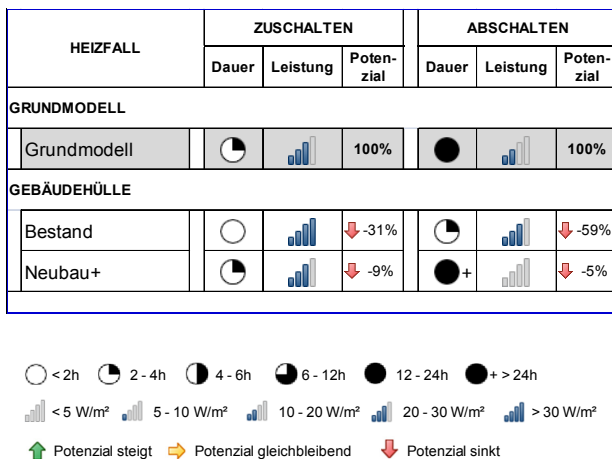 HEIZFALL ZUSCHALTEN ABSCHALTEN
Dauer Leistung Poten-zial Dauer Leistung Poten-zial
GRUNDMODELL
Grundmodell 100% 100%
GEBÄUDEHÜLLE
Bestand -31% -59%
Neubau+ -9% + -5%
< 2h 2 - 4h 4 - 6h 6 - 12h 12 - 24h + > 24h
< 5 W/m² 5 - 10 W/m² 10 - 20 W/m² 20 - 30 W/m² > 30 W/m²
Potenzial steigt Potenzial gleichbleibend Potenzial sinkt